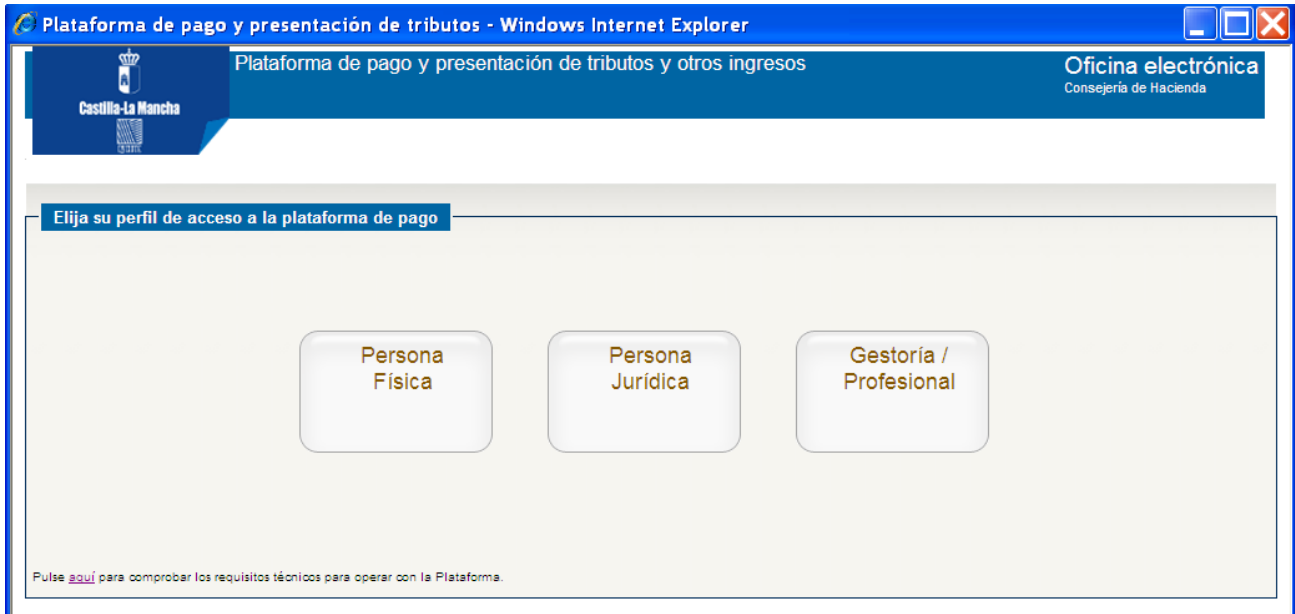 Plataforma de pago y presentación de tributos - Windows Internet Explorer
Plataforma de pago y presentación de tributos y otros ingresos
Oficina electrónica
Consejería de Hacienda
Castilla-La Mancha
Elija su perfil de acceso a la plataforma de pago
Persona
Física
Persona
Jurídica
Gestoría /
Profesional
Pulse aquí para comprobar los requisitos técnicos para operar con la Plataforma.